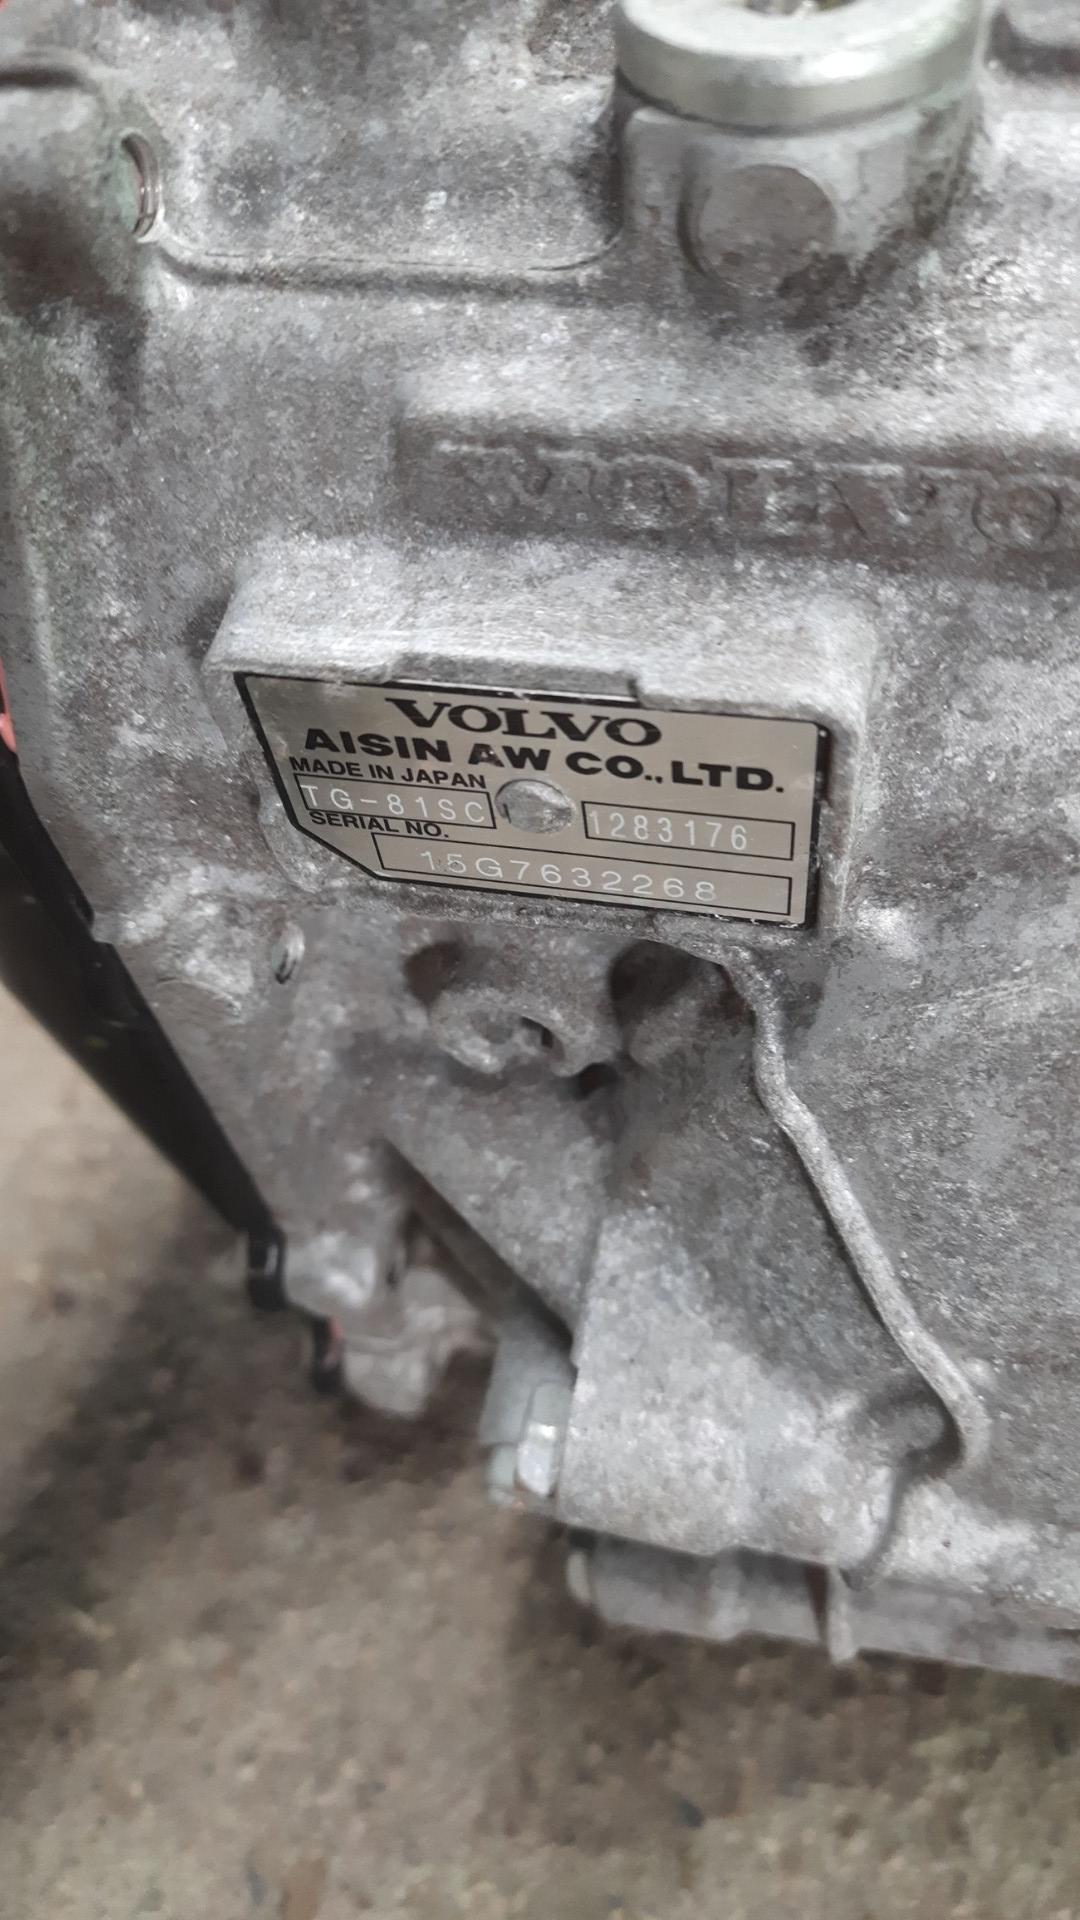 VOLVO
VOLVO
AISIN AW CO., LTD.
MADE IN JAPAN
TG-81SC 1283176
SERIAL NO.
15G7632268